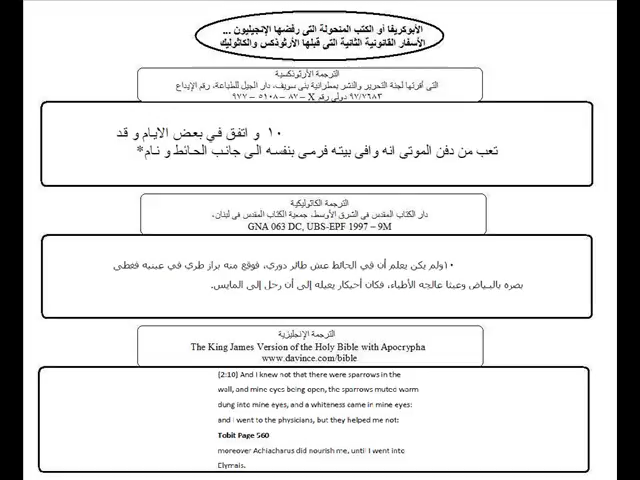 الأبوكريفا أو الكتب المنحولة التى رفضها الإنجيليون ...
الأسفار القانونية الثانية التى قبلها الأرثوذكس والكاثوليك
الترجمة الأرثوذكسية
التى أقرتها لجنة التحرير والنشر بمطرانية بنى سويف، دار الجيل للطباعة، رقم الإيداع
٩٧/٧٦٨٣ دولي رقم X – ٨٧ – ٥١٠٨ – ٩٧٧
١٠ و اتفق في بعض الايام و قد
تعب من دفن الموتى انه وافى بيته فرمى بنفسه الى جانب الحائط و نام*
الترجمة الكاثوليكية
دار الكتاب المقدس في الشرق الأوسط، جمعية الكتاب المقدس في لبنان،
GNA 063 DC, UBS-EPF 1997 – 9M
١٠ولم يكن يعلم أن في الحائط عش طائر دوري، فوقع منه براز طري في عينيه فغطى
بصره بالبياض وعبثا عالجه الأطباء، فكان أحيكار يعيله إلى أن رحل إلى المايس.
الترجمة الإنجليزية
The King James Version of the Holy Bible with Apocrypha
www.davince.com/bible
[2:10] And I knew not that there were sparrows in the
wall, and mine eyes being open, the sparrows muted warm
dung into mine eyes, and a whiteness came in mine eyes:
and I went to the physicians, but they helped me not:
Tobit Page 560
moreover Achiacharus did nourish me, until I went into
Elymais.